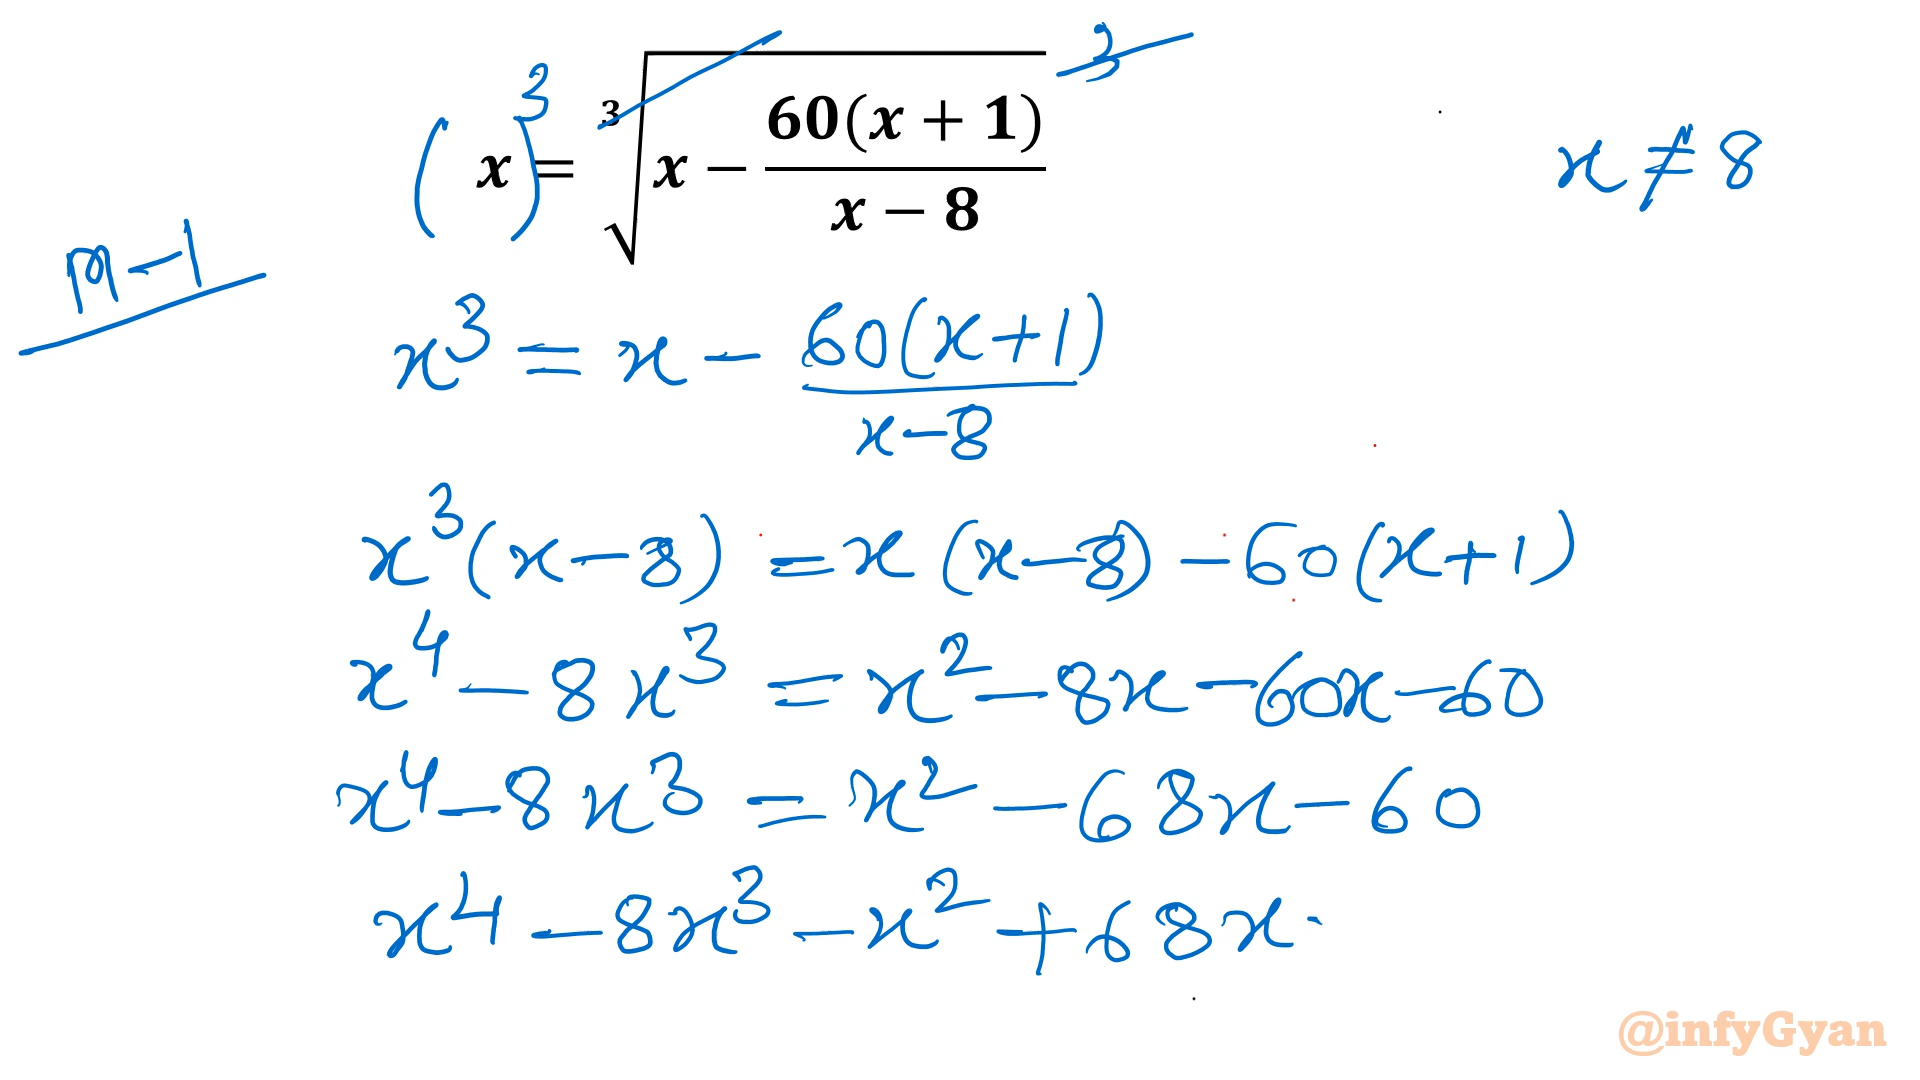 (x)³ = ∛(x − 60(x + 1)/(x − 8))³
x ≠ 8
M-1
x³ = x − 60(x+1)/(x−8)
x³(x−8) = x(x−8) − 60(x+1)
x⁴ − 8x³ = x² − 8x − 60x − 60
x⁴ − 8x³ = x² − 68x − 60
x⁴ − 8x³ − x² + 68x
@infyGyan